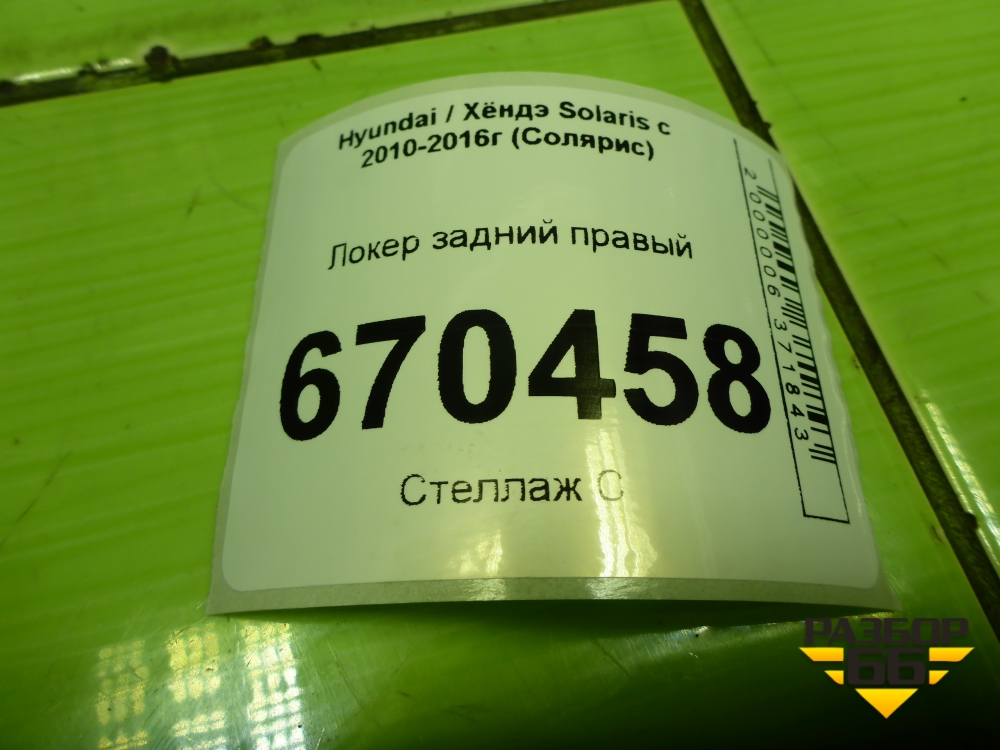 Hyundai / Хёндэ Solaris с
2010-2016г (Солярис)
Локер задний правый
670458
Стеллаж С
2000006371843
РАЗБОР
66